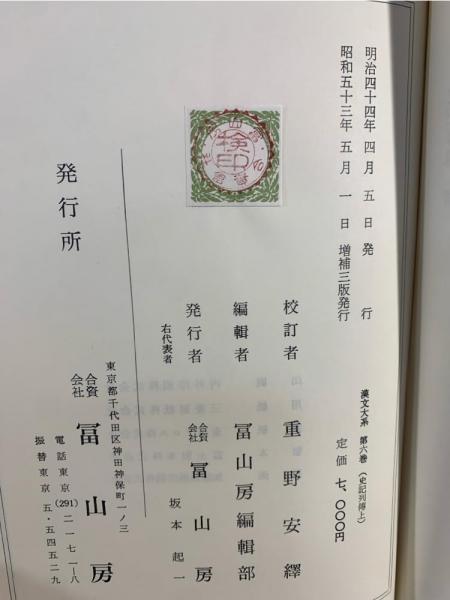 明治四十四年 四月五日 発行
昭和五十三年 五月一日 増補三版発行
漢文大系 第六巻 (史記列傳上)
定価 七、〇〇〇円
校訂者 重野安繹
編輯者 冨山房編輯部
発行者 合資会社 冨山房
右代表者 坂本起一
検印
東京都千代田区神田神保町一ノ三
発行所 合資会社 冨山房
電話東京 (291) 二一七一〜八
振替東京 五・五四五二九